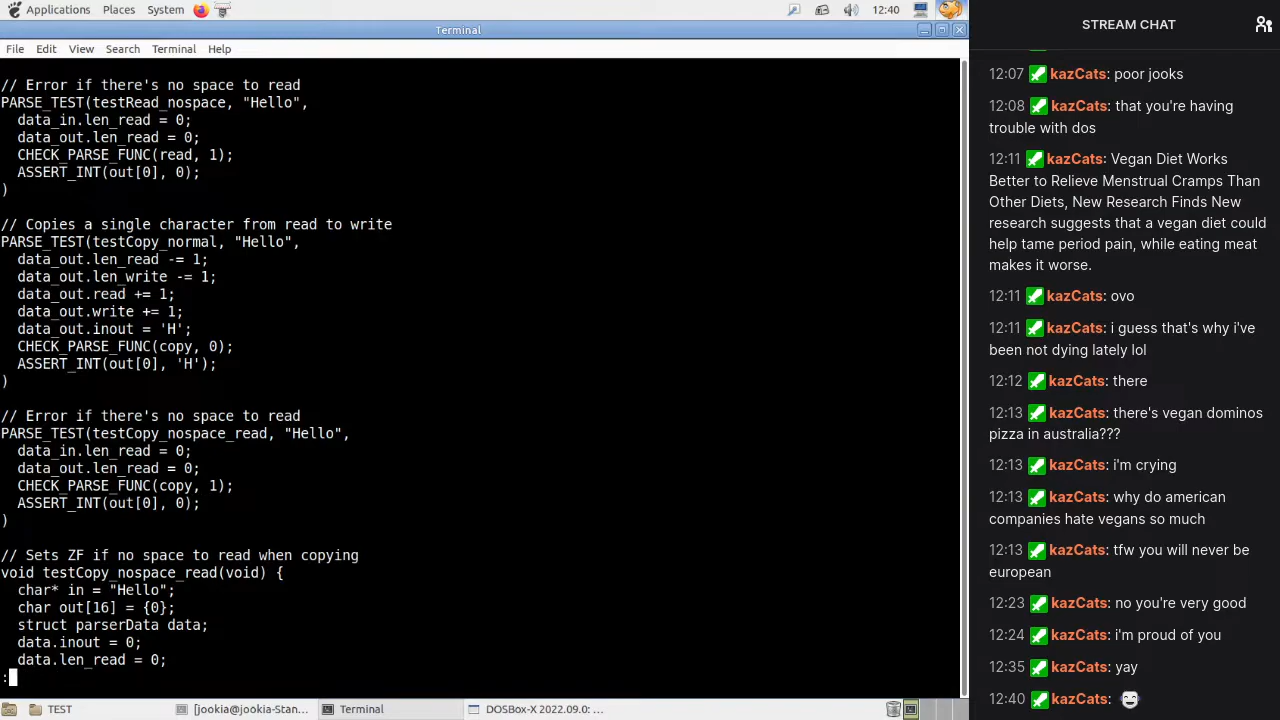 Applications Places System 12:40
Terminal
File Edit View Search Terminal Help
// Error if there's no space to read
PARSE_TEST(testRead_nospace, "Hello",
data_in.len_read = 0;
data_out.len_read = 0;
CHECK_PARSE_FUNC(read, 1);
ASSERT_INT(out[0], 0);
)
// Copies a single character from read to write
PARSE_TEST(testCopy_normal, "Hello",
data_out.len_read -= 1;
data_out.len_write -= 1;
data_out.read += 1;
data_out.write += 1;
data_out.inout = 'H';
CHECK_PARSE_FUNC(copy, 0);
ASSERT_INT(out[0], 'H');
)
// Error if there's no space to read
PARSE_TEST(testCopy_nospace_read, "Hello",
data_in.len_read = 0;
data_out.len_read = 0;
CHECK_PARSE_FUNC(copy, 1);
ASSERT_INT(out[0], 0);
)
// Sets ZF if no space to read when copying
void testCopy_nospace_read(void) {
char* in = "Hello";
char out[16] = {0};
struct parserData data;
data.inout = 0;
data.len_read = 0;
:
TEST [jookia@jookia-Stan... Terminal DOSBox-X 2022.09.0: ...
STREAM CHAT
12:07 kazCats: poor jooks
12:08 kazCats: that you're having
trouble with dos
12:11 kazCats: Vegan Diet Works
Better to Relieve Menstrual Cramps Than
Other Diets, New Research Finds New
research suggests that a vegan diet could
help tame period pain, while eating meat
makes it worse.
12:11 kazCats: ovo
12:11 kazCats: i guess that's why i've
been not dying lately lol
12:12 kazCats: there
12:13 kazCats: there's vegan dominos
pizza in australia???
12:13 kazCats: i'm crying
12:13 kazCats: why do american
companies hate vegans so much
12:13 kazCats: tfw you will never be
european
12:23 kazCats: no you're very good
12:24 kazCats: i'm proud of you
12:35 kazCats: yay
12:40 kazCats: